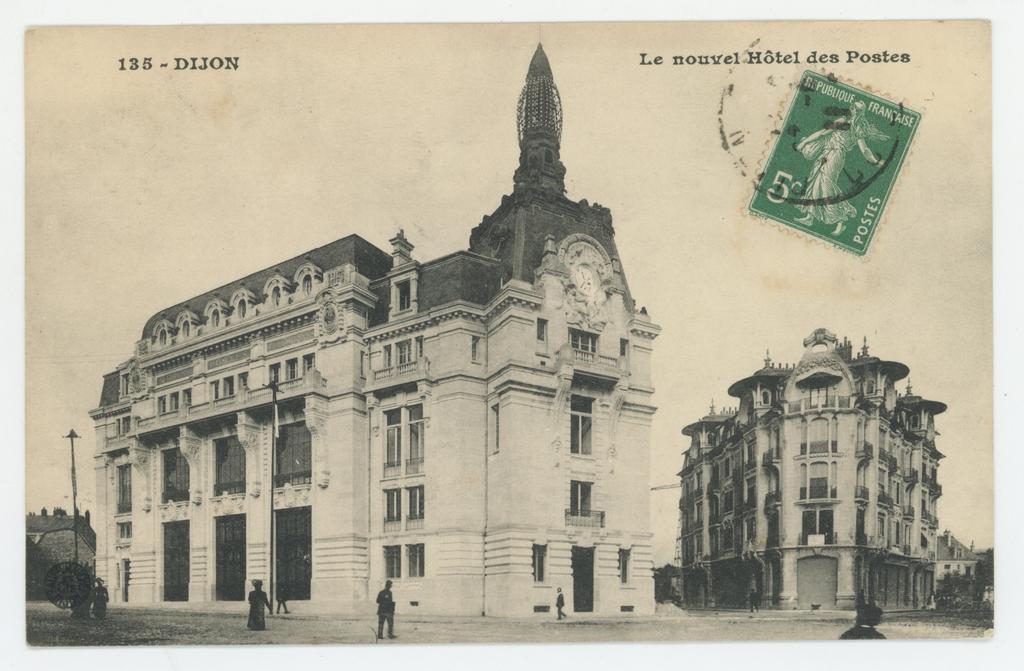 135 - DIJON
Le nouvel Hôtel des Postes
REPUBLIQUE FRANÇAISE
5c
POSTES